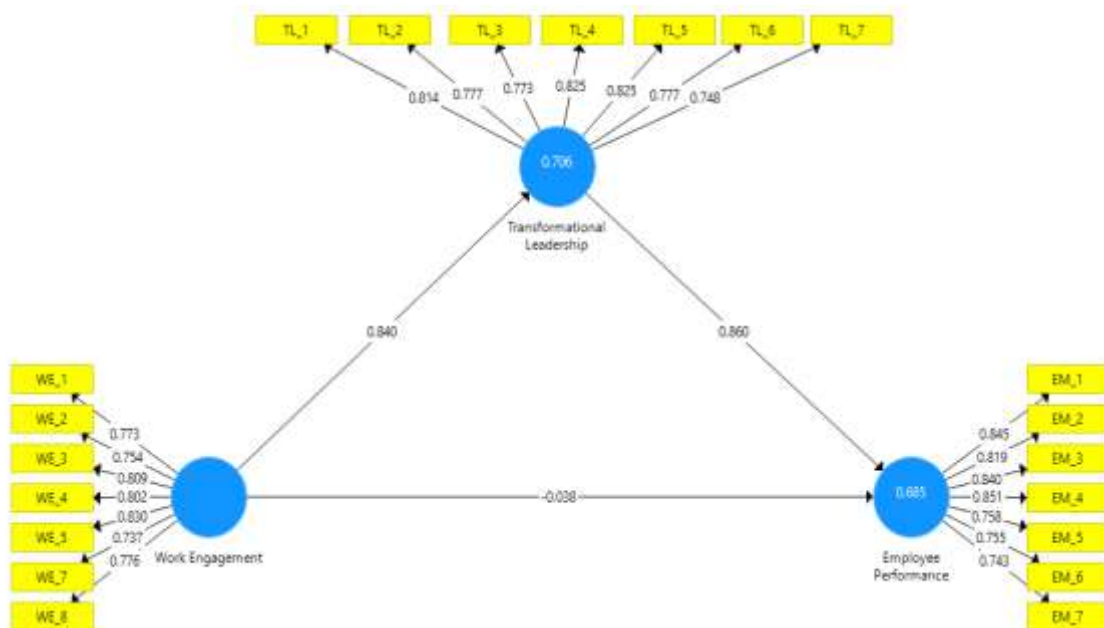 TL_1 TL_2 TL_3 TL_4 TL_5 TL_6 TL_7
0.814 0.777 0.773 0.825 0.825 0.777 0.748
0.706
Transformational
Leadership
0.840 0.860
WE_1
WE_2
WE_3
WE_4
WE_5
WE_7
WE_8
0.773
0.754
0.809
0.802
0.830
0.737
0.776
Work Engagement
-0.038
0.685
Employee
Performance
0.845
0.819
0.840
0.851
0.758
0.755
0.743
EM_1
EM_2
EM_3
EM_4
EM_5
EM_6
EM_7